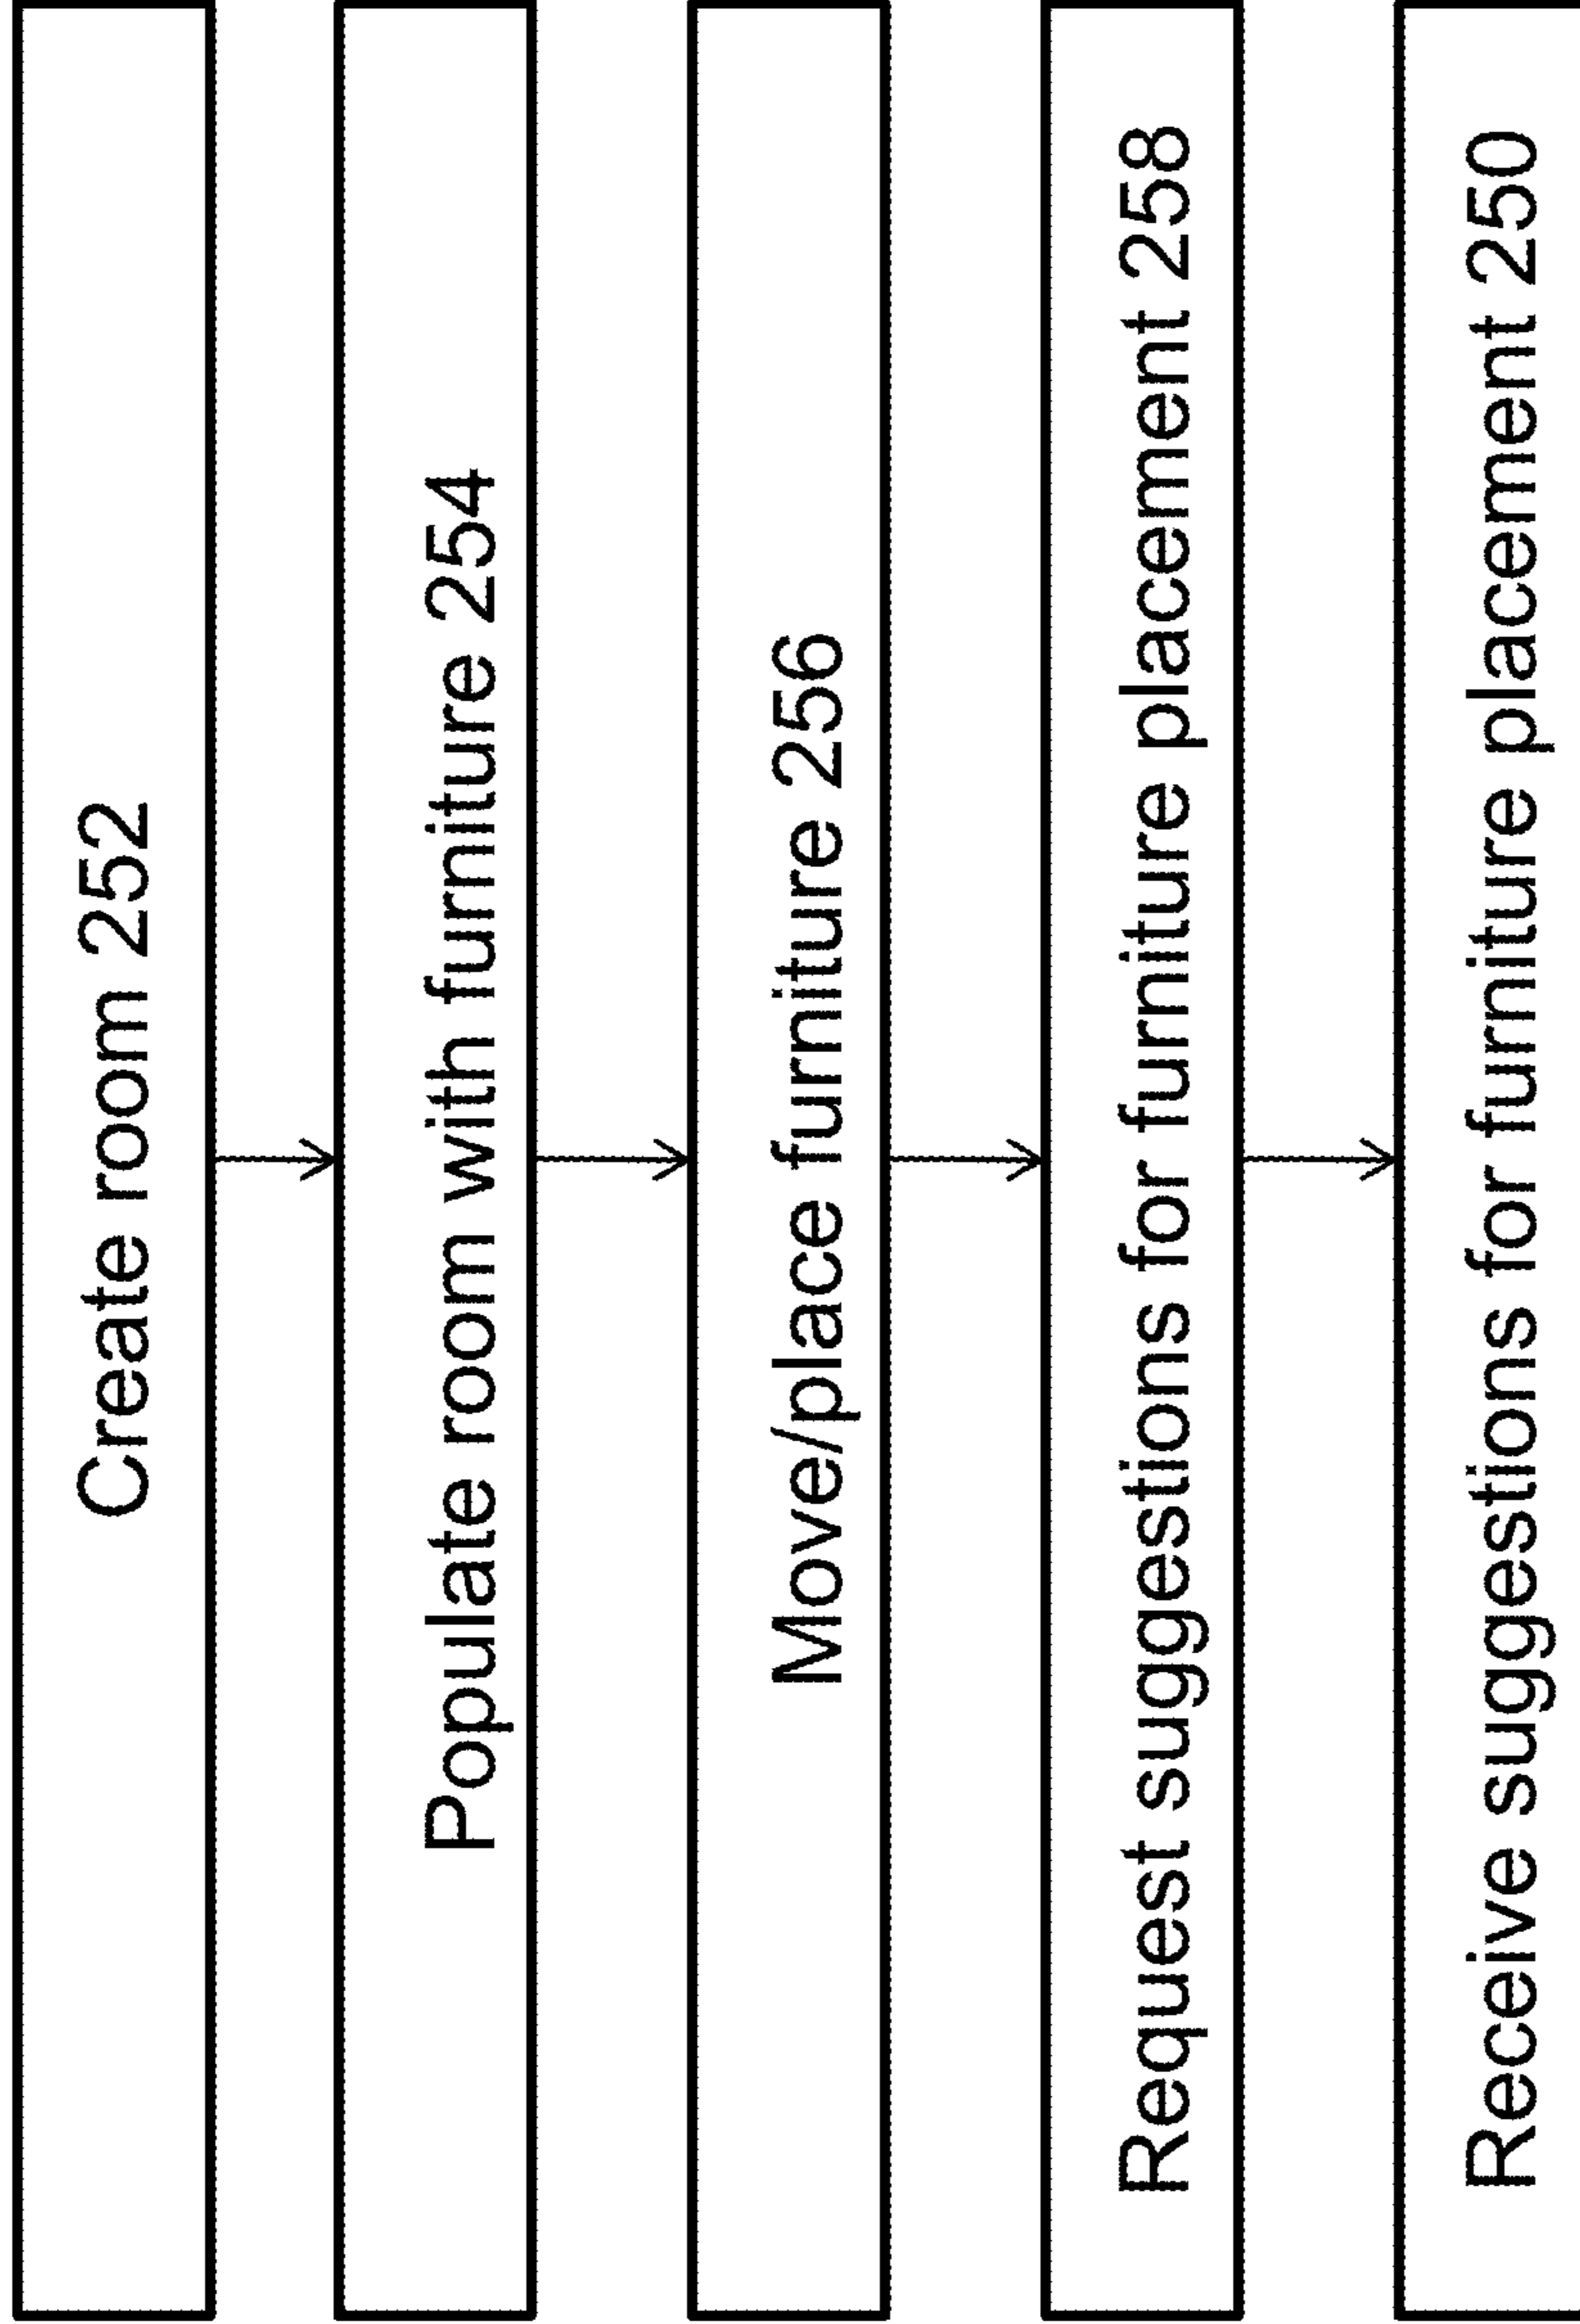 Create room 252
Populate room with furniture 254
Move/place furniture 256
Request suggestions for furniture placement 258
Receive suggestions for furniture placement 250